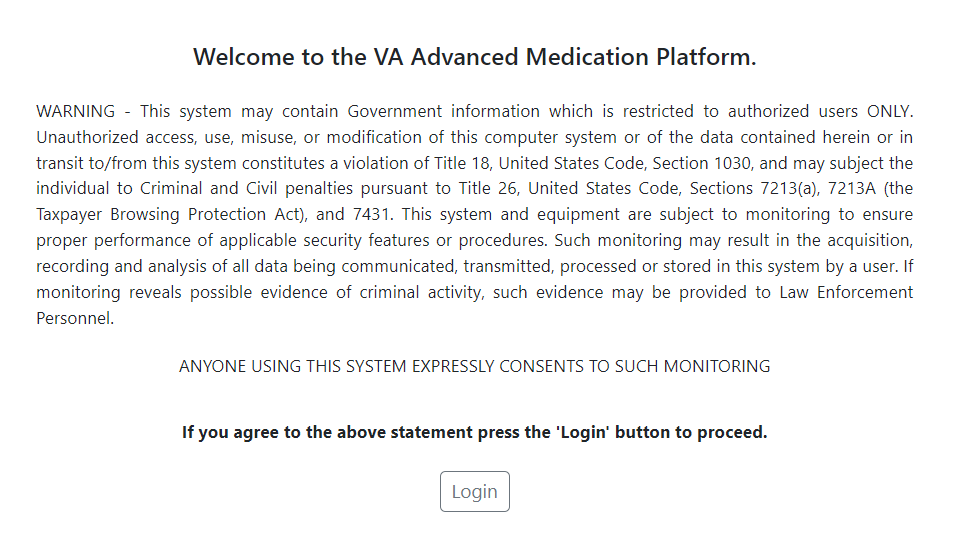 Welcome to the VA Advanced Medication Platform.
WARNING - This system may contain Government information which is restricted to authorized users ONLY.
Unauthorized access, use, misuse, or modification of this computer system or of the data contained herein or in
transit to/from this system constitutes a violation of Title 18, United States Code, Section 1030, and may subject the
individual to Criminal and Civil penalties pursuant to Title 26, United States Code, Sections 7213(a), 7213A (the
Taxpayer Browsing Protection Act), and 7431. This system and equipment are subject to monitoring to ensure
proper performance of applicable security features or procedures. Such monitoring may result in the acquisition,
recording and analysis of all data being communicated, transmitted, processed or stored in this system by a user. If
monitoring reveals possible evidence of criminal activity, such evidence may be provided to Law Enforcement
Personnel.
ANYONE USING THIS SYSTEM EXPRESSLY CONSENTS TO SUCH MONITORING
If you agree to the above statement press the 'Login' button to proceed.
Login